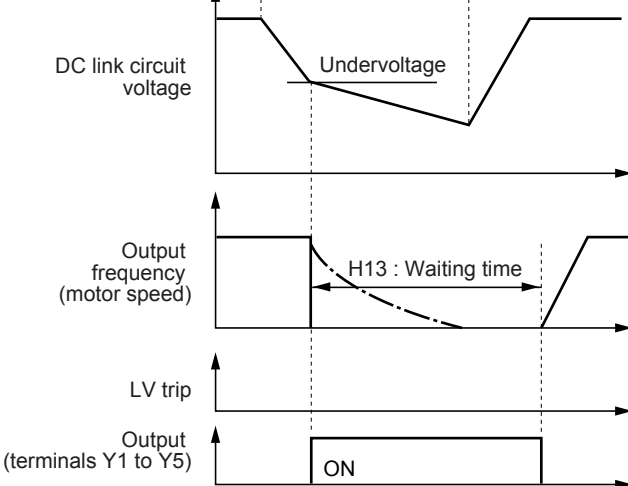 DC link circuit
voltage
Undervoltage
Output
frequency
(motor speed)
H13 : Waiting time
LV trip
Output
(terminals Y1 to Y5)
ON